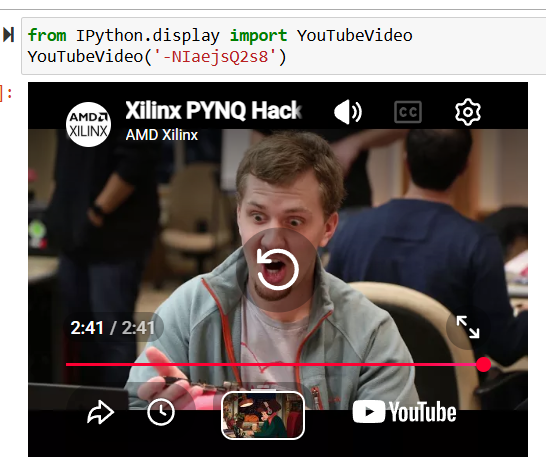 from IPython.display import YouTubeVideo
YouTubeVideo('-NIaejsQ2s8')
]:
AMD
XILINX
Xilinx PYNQ Hack
AMD Xilinx
CC
2:41 / 2:41
YouTube